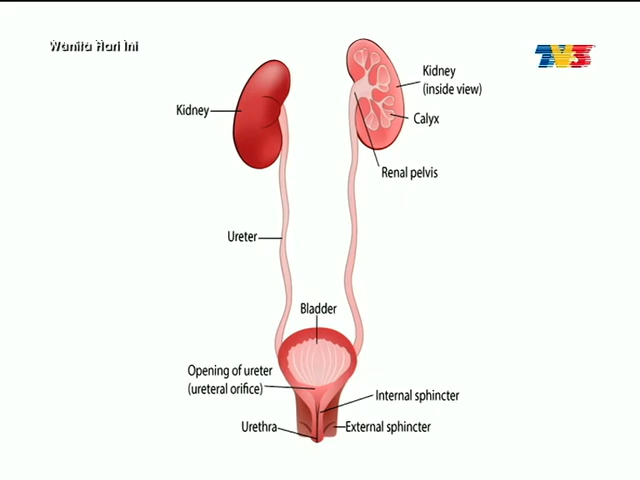 Wanita Hari Ini
TV3
Kidney
Kidney
(inside view)
Calyx
Renal pelvis
Ureter
Bladder
Opening of ureter
(ureteral orifice)
Internal sphincter
Urethra
External sphincter